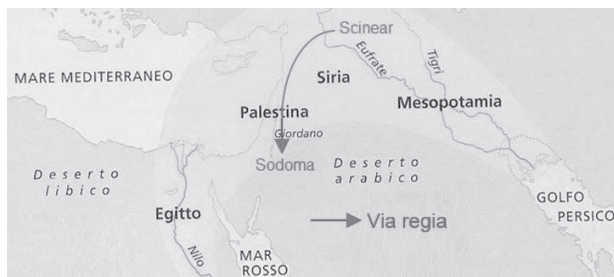 Scinear
Tigri
Eufrate
Siria
MARE MEDITERRANEO
Mesopotamia
Palestina
Giordano
Sodoma
Deserto
arabico
Deserto
libico
GOLFO
PERSICO
Egitto
Via regia
Nilo
MAR
ROSSO